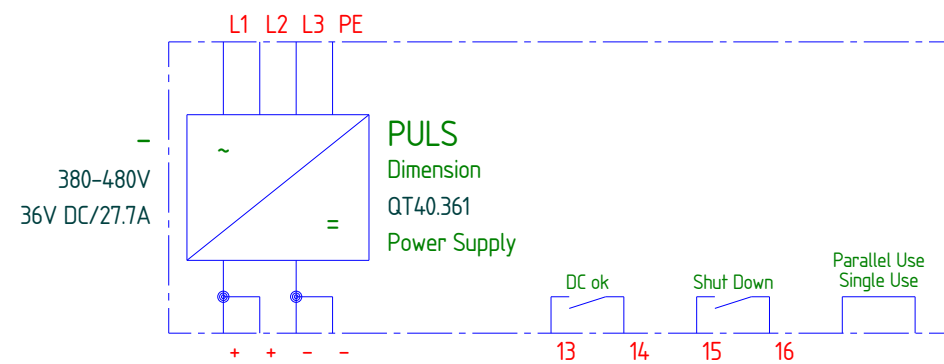 L1 L2 L3 PE
–
380-480V
36V DC/27.7A
~
=
PULS
Dimension
QT40.361
Power Supply
DC ok
Shut Down
Parallel Use
Single Use
+ + - -
13 14 15 16